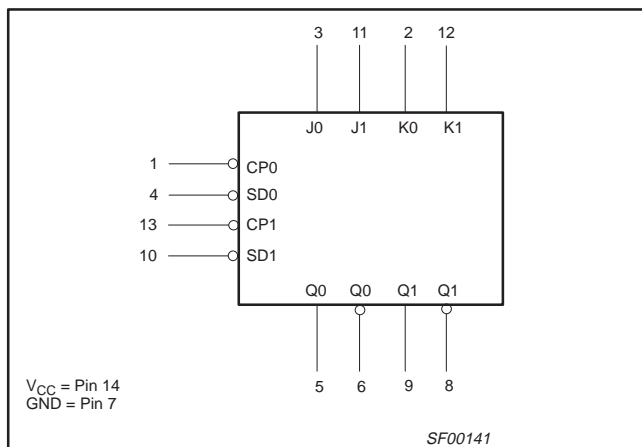 3 11 2 12
J0 J1 K0 K1
1 CP0
4 SD0
13 CP1
10 SD1
Q0 Q0 Q1 Q1
5 6 9 8
VCC = Pin 14
GND = Pin 7
SF00141